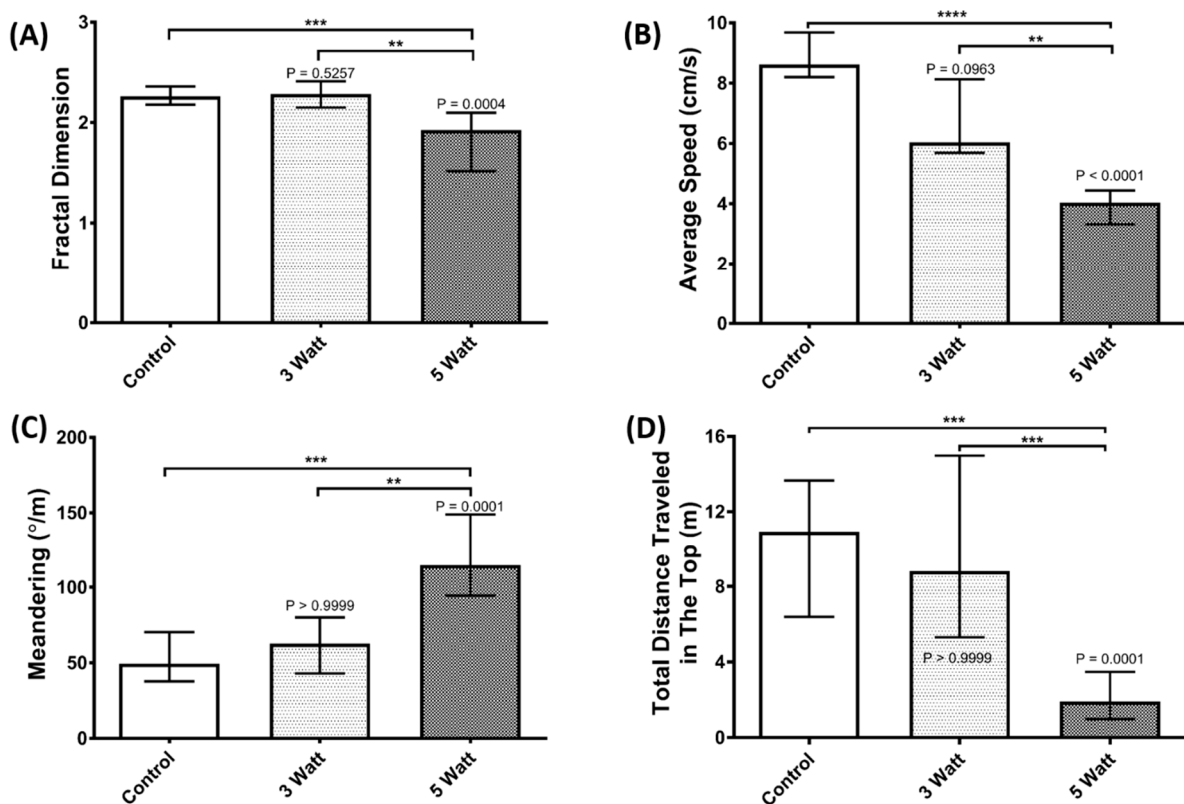 (A)
Fractal Dimension
3
2
1
0
***
**
P = 0.5257
P = 0.0004
Control
3 Watt
5 Watt
(B)
Average Speed (cm/s)
10
8
6
4
2
0
****
**
P = 0.0963
P < 0.0001
Control
3 Watt
5 Watt
(C)
Meandering (°/m)
200
150
100
50
0
***
**
P = 0.0001
P > 0.9999
Control
3 Watt
5 Watt
(D)
Total Distance Traveled
in The Top (m)
16
12
8
4
0
***
***
P > 0.9999
P = 0.0001
Control
3 Watt
5 Watt